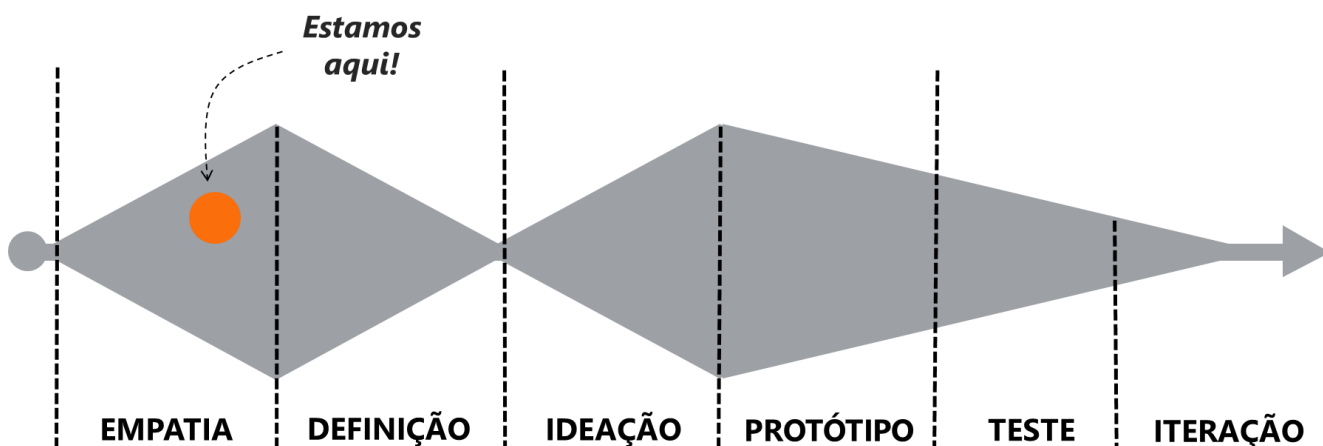 Estamos
aqui!
EMPATIA
DEFINIÇÃO
IDEAÇÃO
PROTÓTIPO
TESTE
ITERAÇÃO